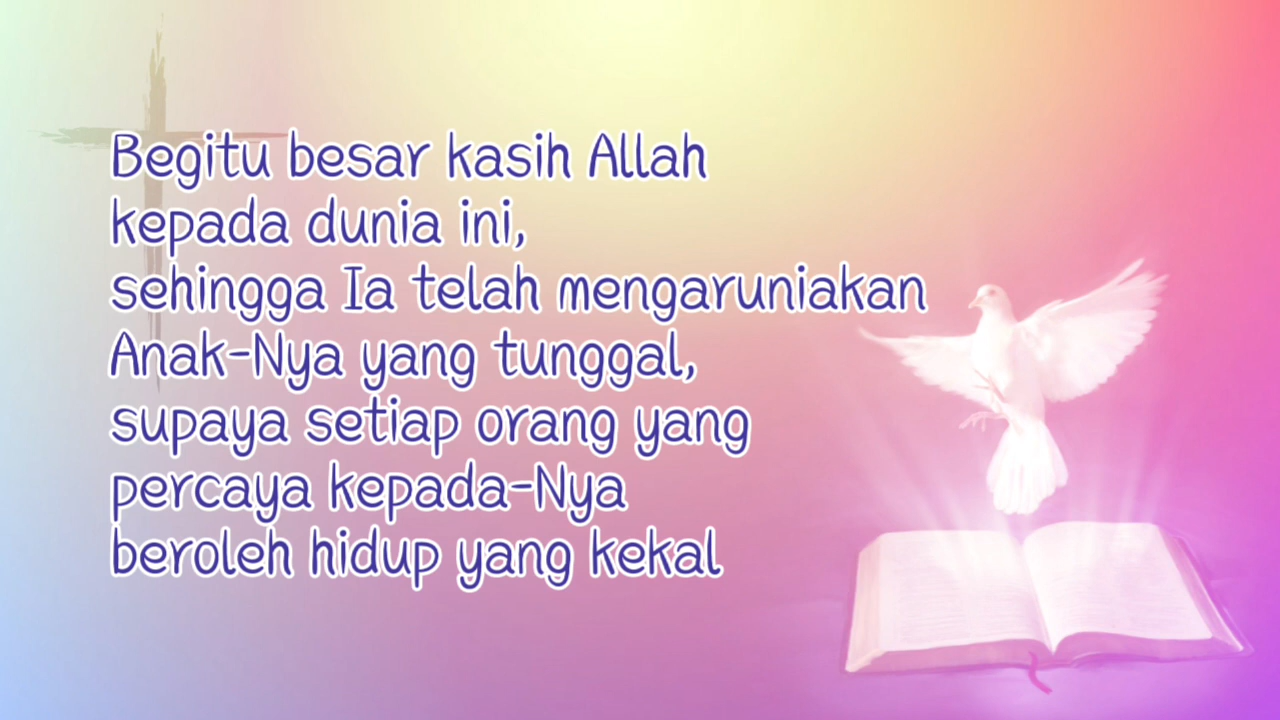 Begitu besar kasih Allah
kepada dunia ini,
sehingga Ia telah mengaruniakan
Anak-Nya yang tunggal,
supaya setiap orang yang
percaya kepada-Nya
beroleh hidup yang kekal